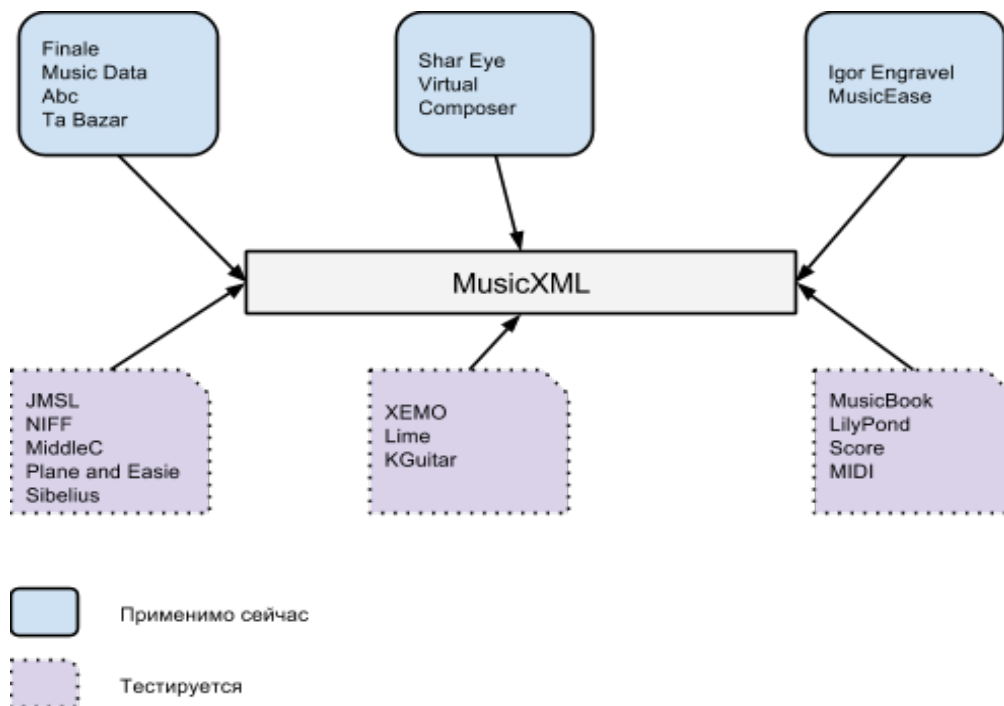 Finale
Music Data
Abc
Ta Bazar
Shar Eye
Virtual
Composer
Igor Engravel
MusicEase
MusicXML
JMSL
NIFF
MiddleC
Plane and Easie
Sibelius
XEMO
Lime
KGuitar
MusicBook
LilyPond
Score
MIDI
Применимо сейчас
Тестируется